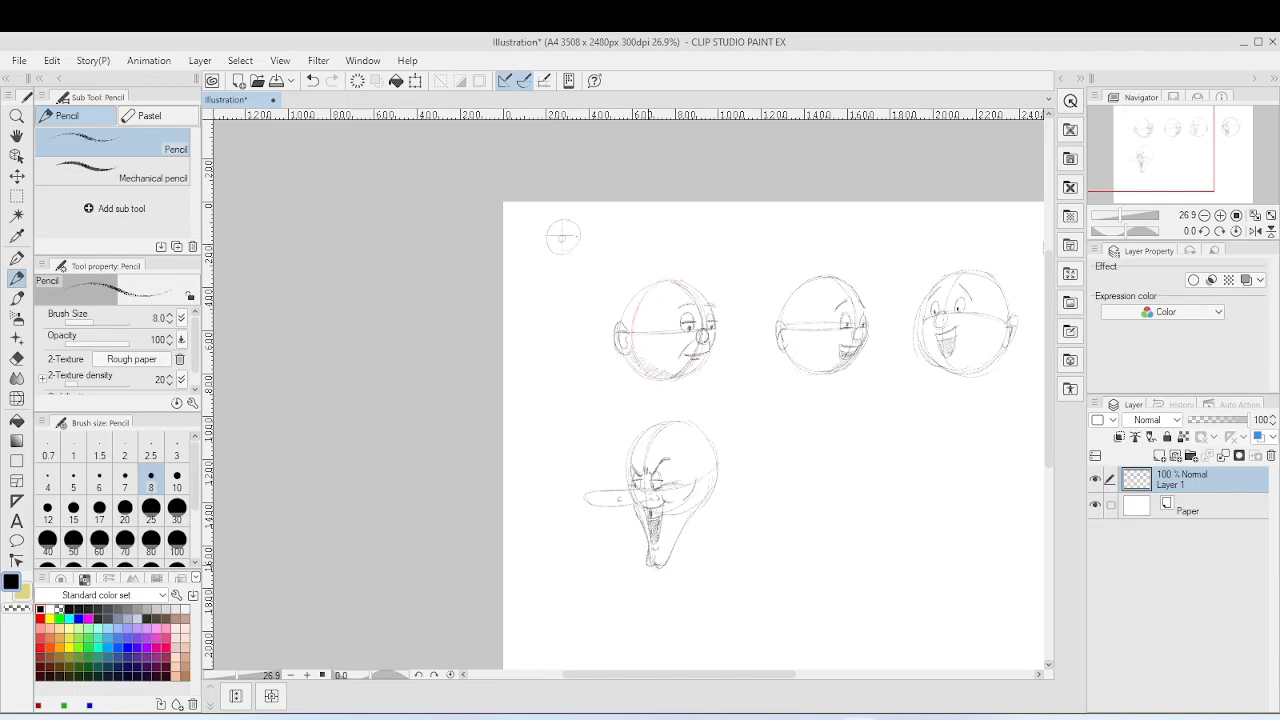 Illustration* (A4 3508 x 2480px 300dpi 26.9%) - CLIP STUDIO PAINT EX
File Edit Story(P) Animation Layer Select View Filter Window Help
Sub Tool: Pencil
Illustration*
Navigator
Pencil Pastel
Pencil
Mechanical pencil
Add sub tool
26.9
0.0
Layer Property
Tool property: Pencil
Effect
Pencil
Expression color
Brush Size 8.0
Color
Opacity 100
2-Texture Rough paper
2-Texture density 20
Layer History Auto Action
Brush size: Pencil
Normal 100
0.7 1 1.5 2 2.5 3
4 5 6 7 8 10
100 % Normal
Layer 1
Paper
12 15 17 20 25 30
40 50 60 70 80 100
Standard color set
26.9 0.0